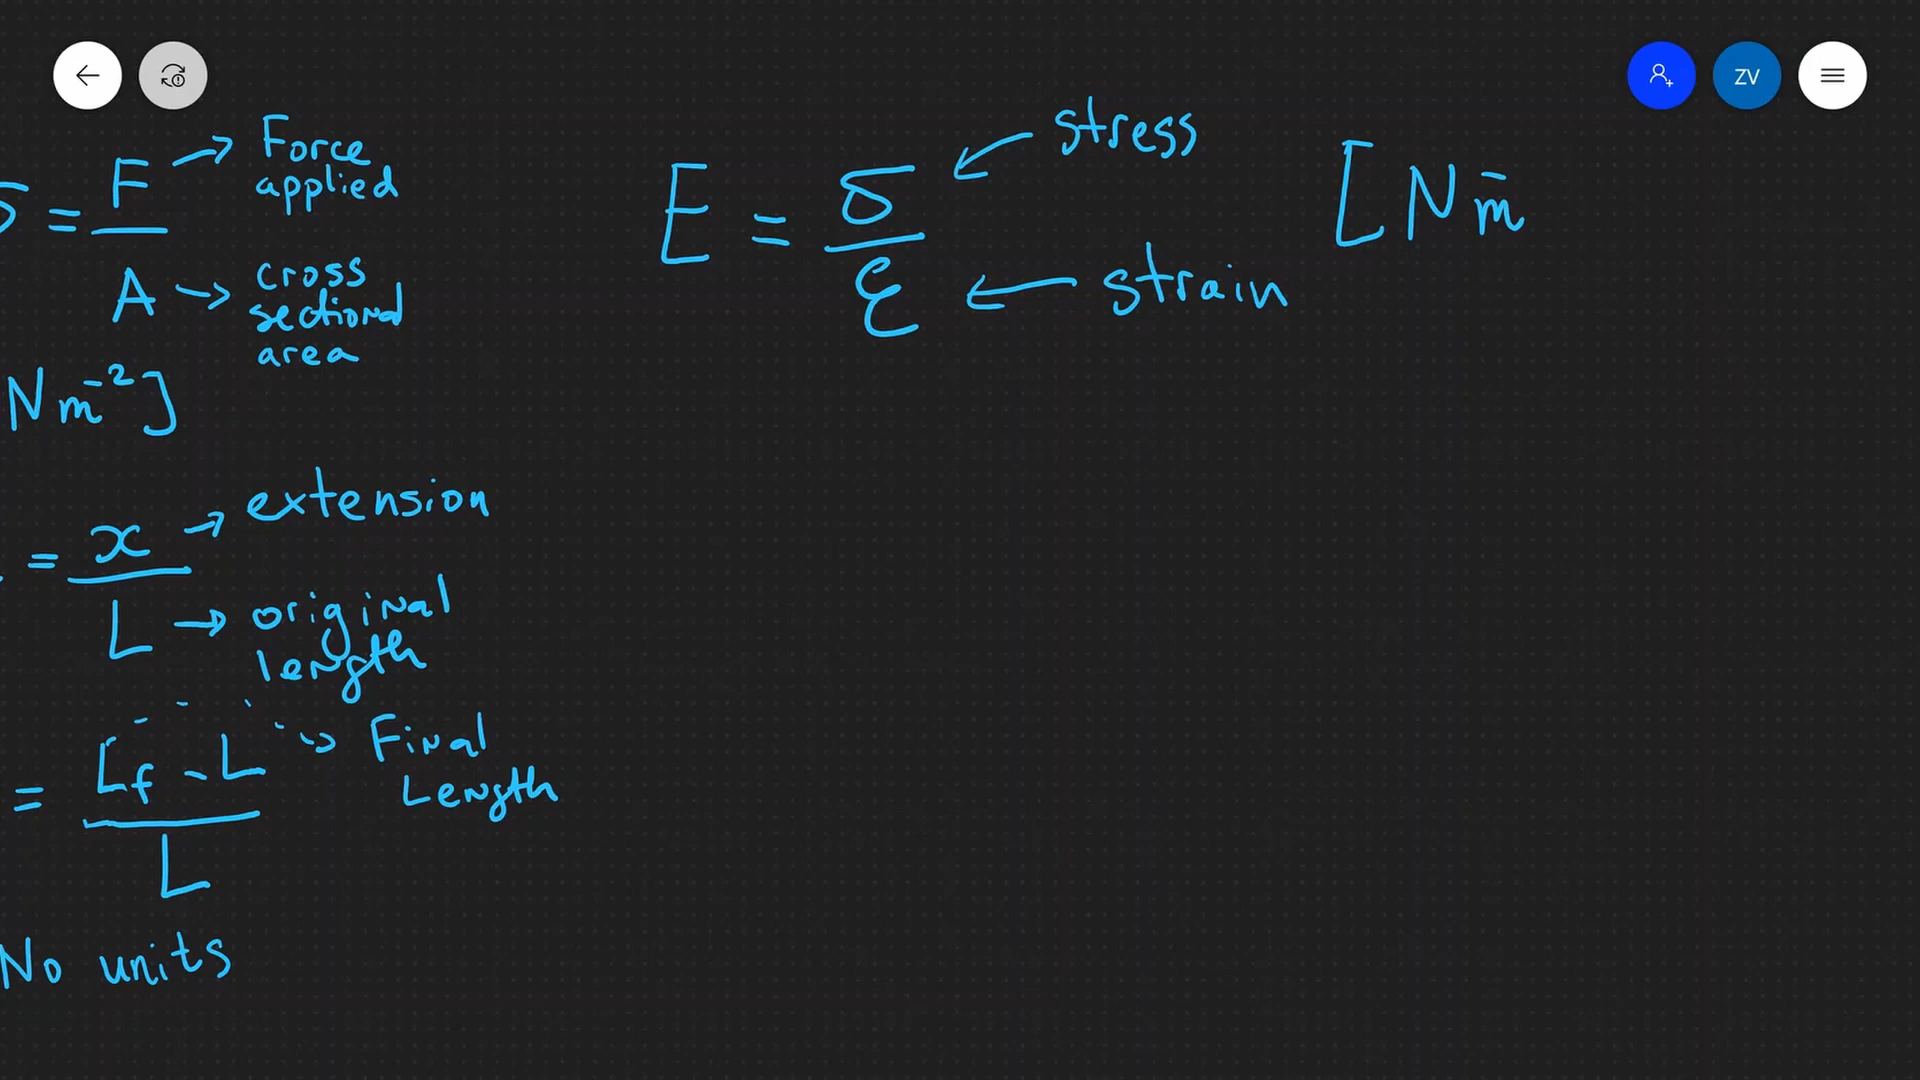 ZV
σ = F/A
→ Force applied
→ cross sectional area
N m⁻²]
= x/L
→ extension
→ original length
= (Lf - L)/L
→ Final Length
No units
E = σ/ε
← stress
← strain
[N m⁻